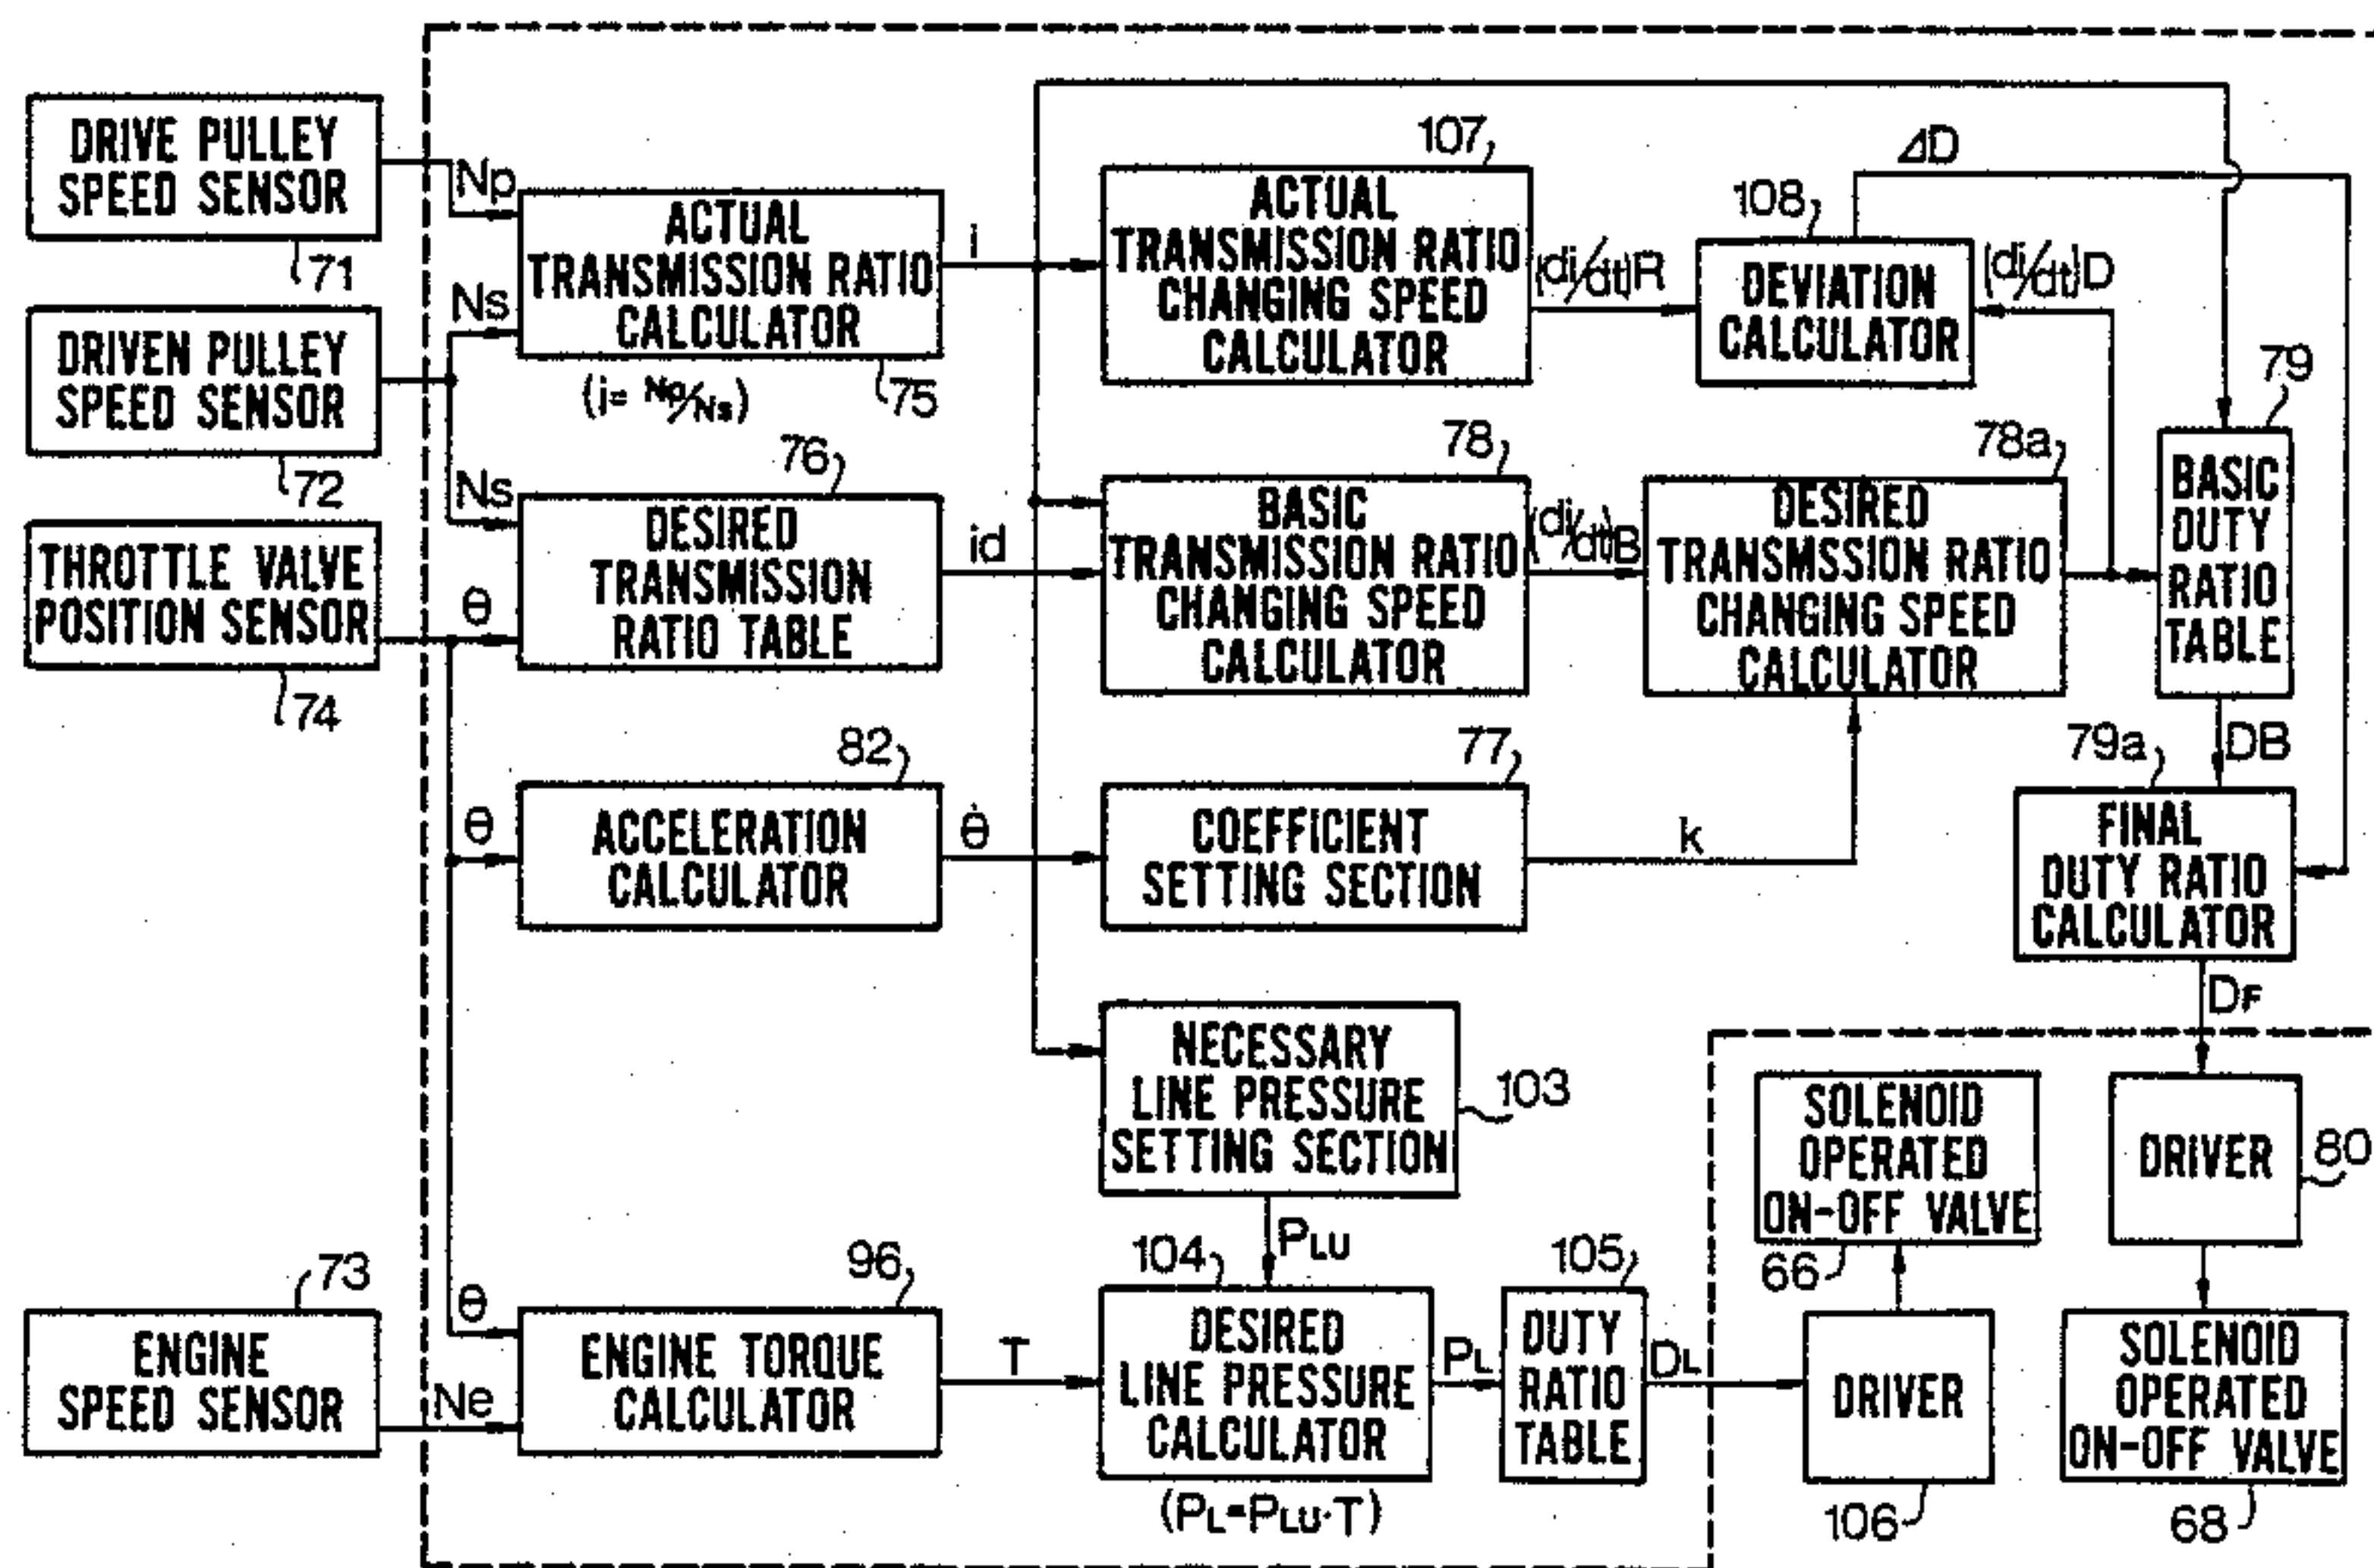 DRIVE PULLEY
SPEED SENSOR
71
DRIVEN PULLEY
SPEED SENSOR
72
THROTTLE VALVE
POSITION SENSOR
74
73
ENGINE
SPEED SENSOR
Np
Ns
Ns
θ
θ
θ
Ne
ACTUAL
TRANSMISSION RATIO
CALCULATOR
(i= Np/Ns)
75
76
DESIRED
TRANSMISSION
RATIO TABLE
82
ACCELERATION
CALCULATOR
96
ENGINE TORQUE
CALCULATOR
i
id
θ̇
T
107
ACTUAL
TRANSMISSION RATIO
CHANGING SPEED
CALCULATOR
(di/dt)R
78
BASIC
TRANSMISSION RATIO
CHANGING SPEED
CALCULATOR
(di/dt)B
77
COEFFICIENT
SETTING SECTION
k
NECESSARY
LINE PRESSURE
SETTING SECTION
103
PLU
104
DESIRED
LINE PRESSURE
CALCULATOR
(PL=PLU·T)
PL
105
DUTY
RATIO
TABLE
DL
108
DEVIATION
CALCULATOR
ΔD
(di/dt)D
78a
DESIRED
TRANSMSSION RATIO
CHANGING SPEED
CALCULATOR
79
BASIC
DUTY
RATIO
TABLE
DB
79a
FINAL
DUTY RATIO
CALCULATOR
DF
SOLENOID
OPERATED
ON-OFF VALVE
66
DRIVER
106
DRIVER
80
SOLENOID
OPERATED
ON-OFF VALVE
68